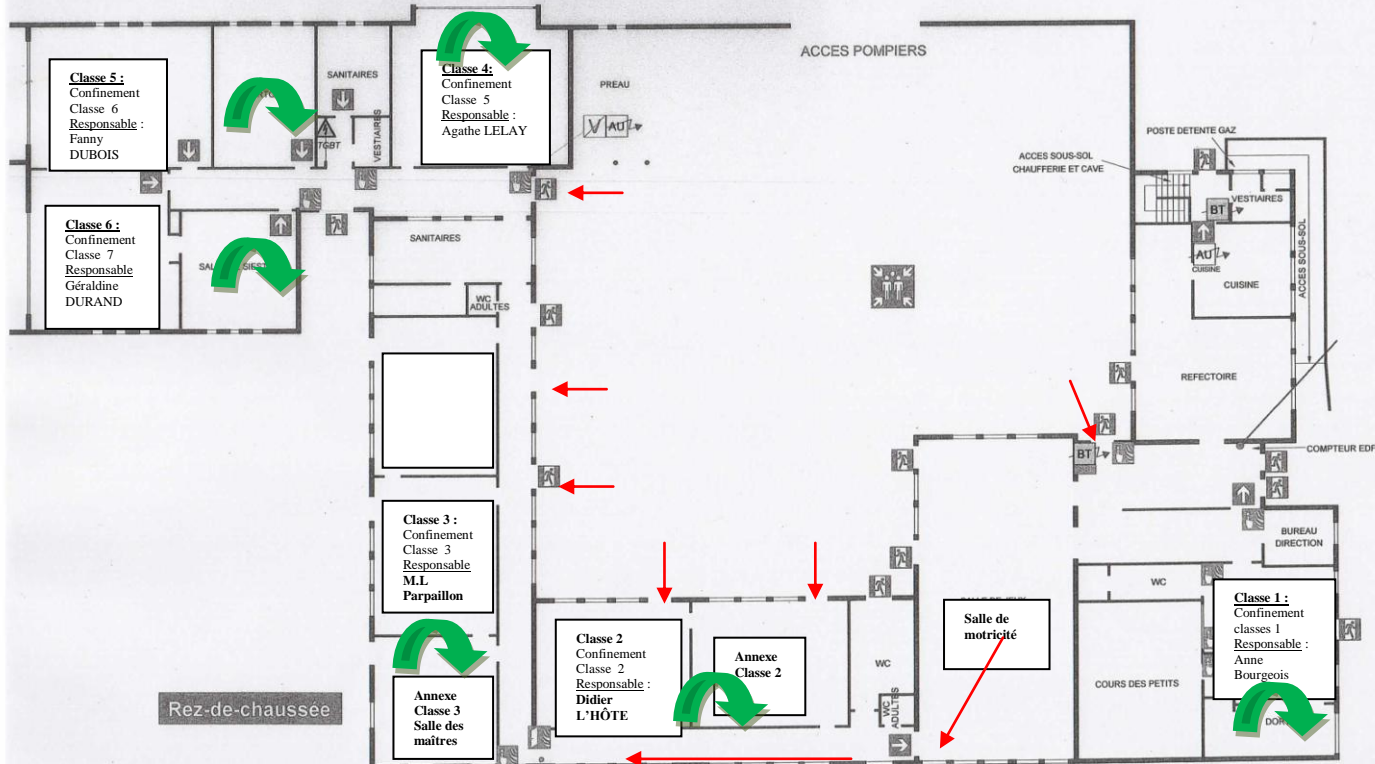 ACCES POMPIERS
Classe 5 :
Confinement
Classe 6
Responsable :
Fanny
DUBOIS
SANITAIRES
TGBT
VESTIAIRES
Classe 4:
Confinement
Classe 5
Responsable :
Agathe LELAY
PREAU
AU
POSTE DETENTE GAZ
ACCES SOUS-SOL
CHAUFFERIE ET CAVE
VESTIAIRES
BT
AU
CUISINE
CUISINE
ACCES SOUS-SOL
Classe 6 :
Confinement
Classe 7
Responsable
Géraldine
DURAND
SANITAIRES
WC
ADULTES
REFECTOIRE
BT
COMPTEUR EDF
Classe 3 :
Confinement
Classe 3
Responsable
M.L
Parpaillon
BUREAU
DIRECTION
WC
Classe 1 :
Confinement
classes 1
Responsable :
Anne
Bourgeois
Classe 2
Confinement
Classe 2
Responsable :
Didier
L'HÔTE
Annexe
Classe 2
WC
WC
ADULTES
Salle de
motricité
COURS DES PETITS
Annexe
Classe 3
Salle des
maîtres
Rez-de-chaussée